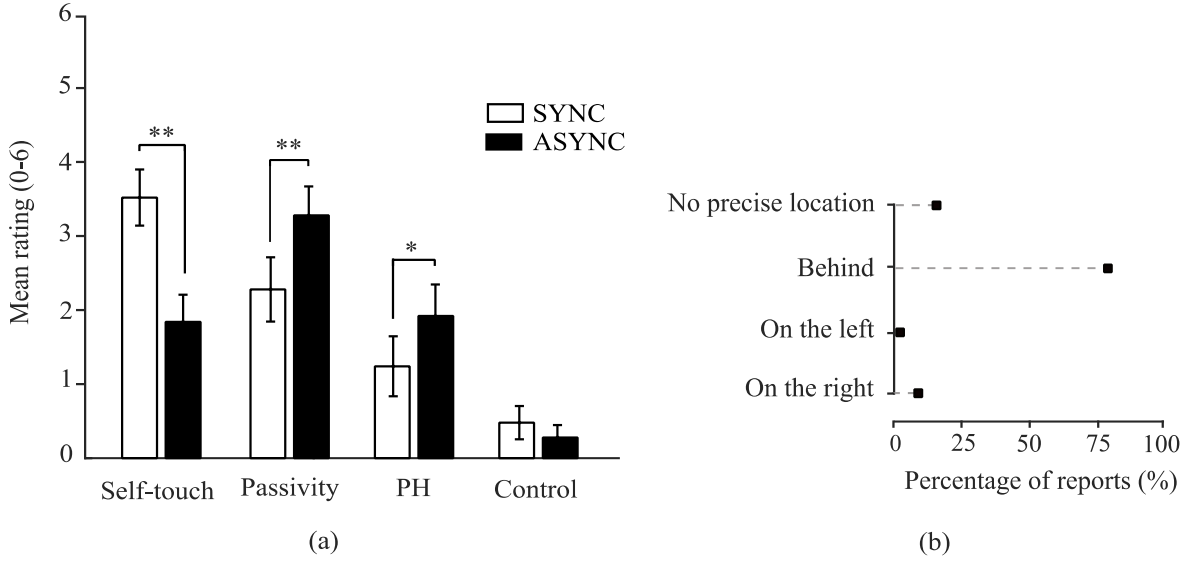 6
5
4
3
2
1
0
Mean rating (0-6)
**
**
*
SYNC
ASYNC
Self-touch Passivity PH Control
(a)
No precise location
Behind
On the left
On the right
0 25 50 75 100
Percentage of reports (%)
(b)